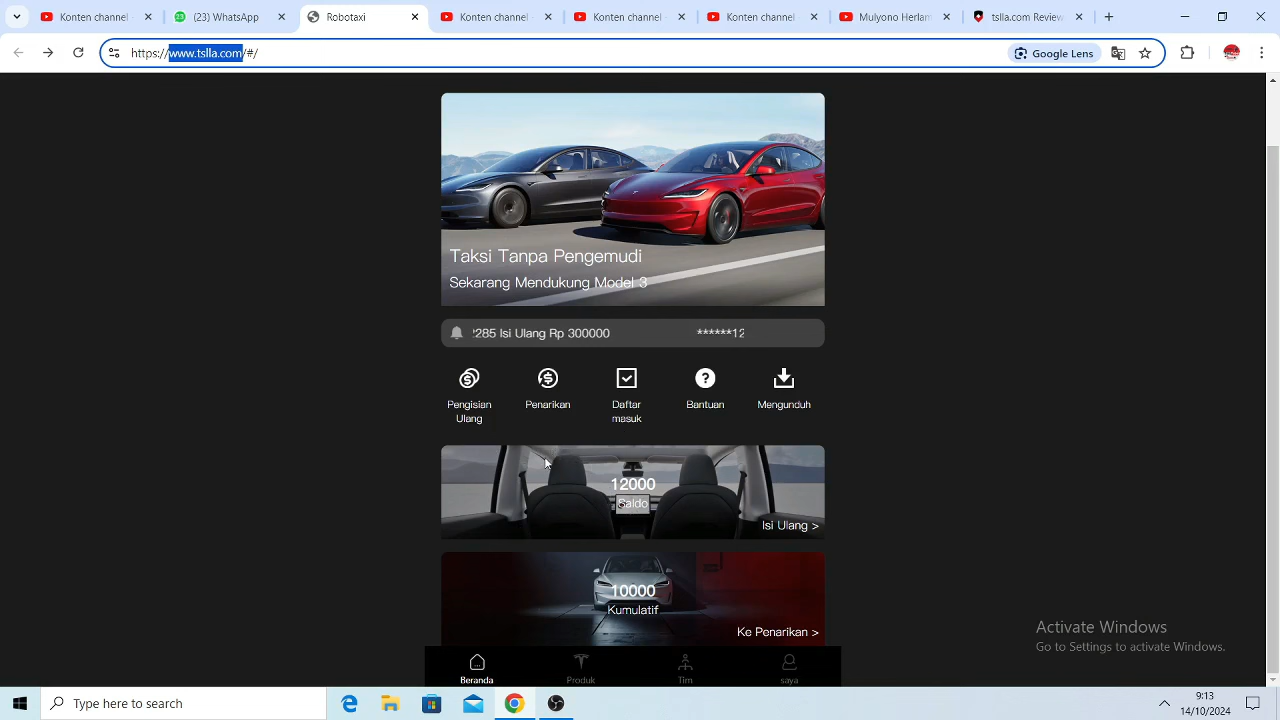 Konten channel -
(23) WhatsApp
Robotaxi
Konten channel -
Konten channel
Konten channel
Mulyono Herlam
tslla.com Review
https://www.tslla.com/#/
Google Lens
Taksi Tanpa Pengemudi
Sekarang Mendukung Model 3
285 Isi Ulang Rp 300000 ******12
Pengisian Ulang
Penarikan
Daftar masuk
Bantuan
Mengunduh
12000
Saldo
Isi Ulang >
10000
Kumulatif
Ke Penarikan >
Activate Windows
Go to Settings to activate Windows.
Beranda
Produk
Tim
saya
Type here to search
9:13
14/10/2024